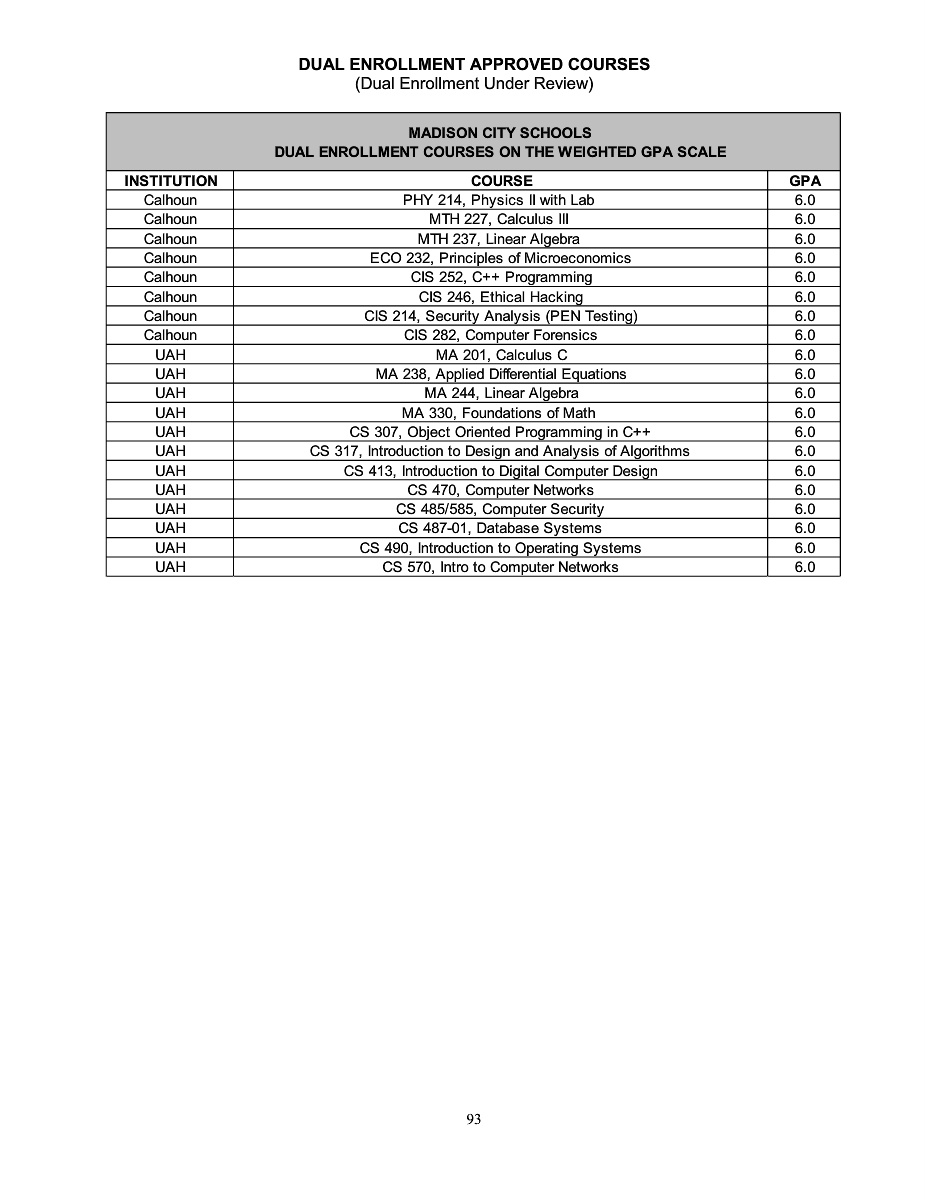 DUAL ENROLLMENT APPROVED COURSES
(Dual Enrollment Under Review)
MADISON CITY SCHOOLS
DUAL ENROLLMENT COURSES ON THE WEIGHTED GPA SCALE
INSTITUTION COURSE GPA
Calhoun PHY 214, Physics II with Lab 6.0
Calhoun MTH 227, Calculus III 6.0
Calhoun MTH 237, Linear Algebra 6.0
Calhoun ECO 232, Principles of Microeconomics 6.0
Calhoun CIS 252, C++ Programming 6.0
Calhoun CIS 246, Ethical Hacking 6.0
Calhoun CIS 214, Security Analysis (PEN Testing) 6.0
Calhoun CIS 282, Computer Forensics 6.0
UAH MA 201, Calculus C 6.0
UAH MA 238, Applied Differential Equations 6.0
UAH MA 244, Linear Algebra 6.0
UAH MA 330, Foundations of Math 6.0
UAH CS 307, Object Oriented Programming in C++ 6.0
UAH CS 317, Introduction to Design and Analysis of Algorithms 6.0
UAH CS 413, Introduction to Digital Computer Design 6.0
UAH CS 470, Computer Networks 6.0
UAH CS 485/585, Computer Security 6.0
UAH CS 487-01, Database Systems 6.0
UAH CS 490, Introduction to Operating Systems 6.0
UAH CS 570, Intro to Computer Networks 6.0
93